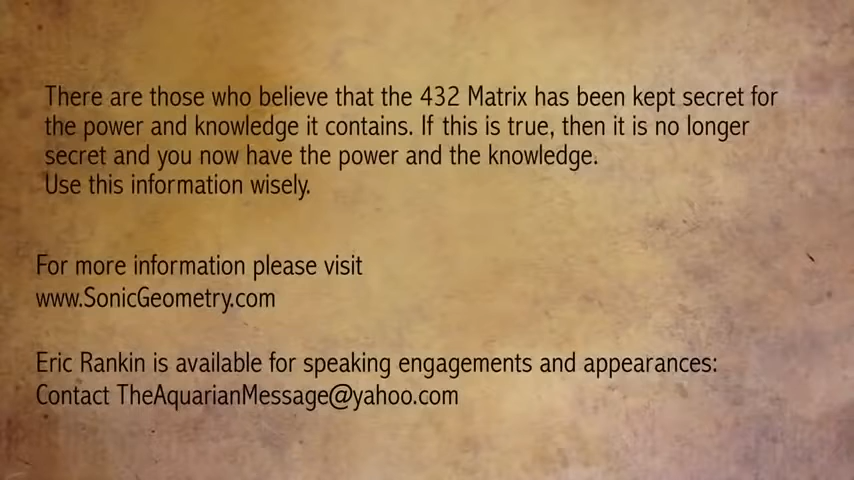 There are those who believe that the 432 Matrix has been kept secret for
the power and knowledge it contains. If this is true, then it is no longer
secret and you now have the power and the knowledge.
Use this information wisely.
For more information please visit
www.SonicGeometry.com
Eric Rankin is available for speaking engagements and appearances:
Contact TheAquarianMessage@yahoo.com